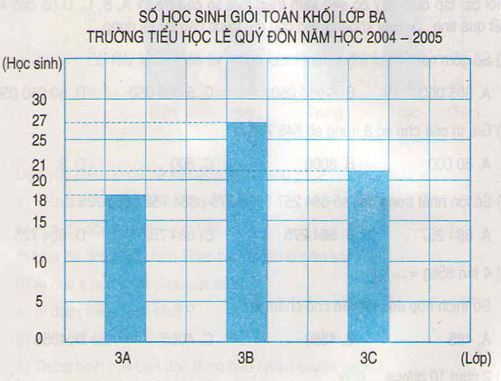 SỐ HỌC SINH GIỎI TOÁN KHỐI LỚP BA
TRƯỜNG TIỂU HỌC LÊ QUÝ ĐÔN NĂM HỌC 2004 – 2005
(Học sinh)
30
25
21
20
18
15
10
5
0
3A 3B 3C (Lớp)